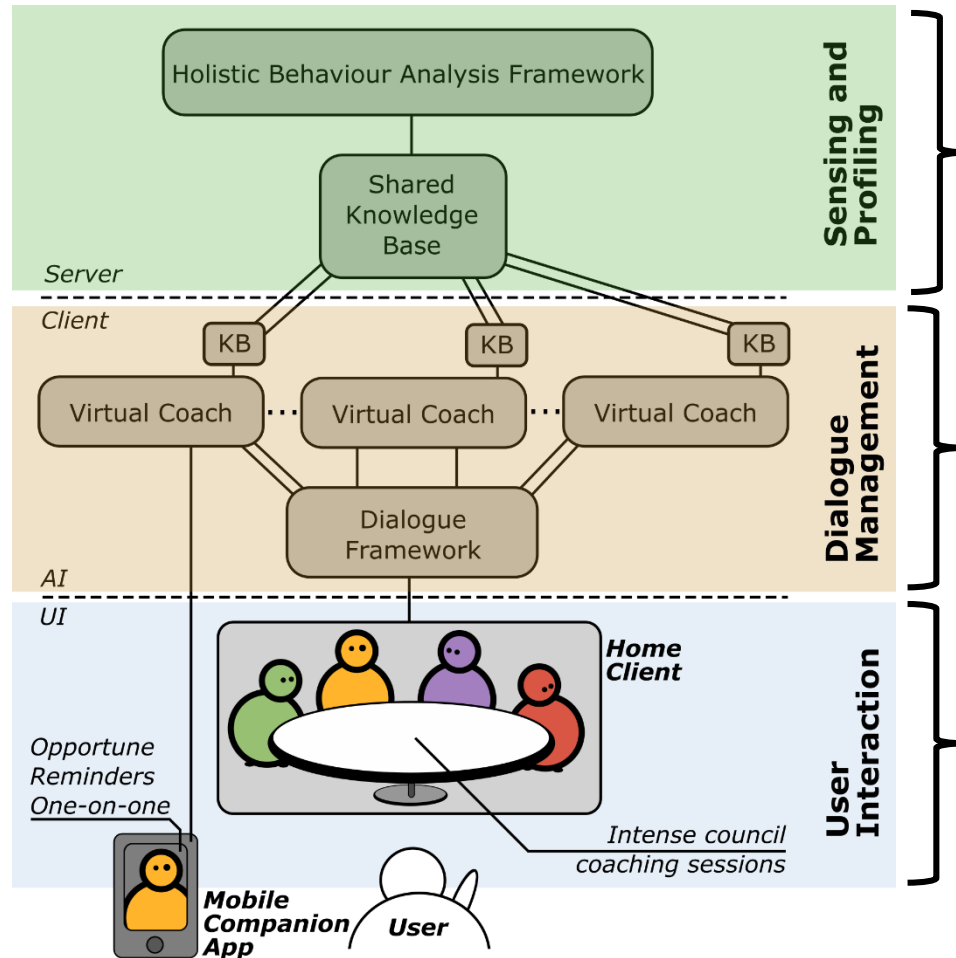 Holistic Behaviour Analysis Framework
Shared
Knowledge
Base
Sensing and
Profiling
Server
Client
KB
KB
KB
Virtual Coach
...
Virtual Coach
...
Virtual Coach
Dialogue
Framework
Dialogue
Management
AI
UI
Home
Client
Opportune
Reminders
One-on-one
Intense council
coaching sessions
User
Interaction
Mobile
Companion
App
User